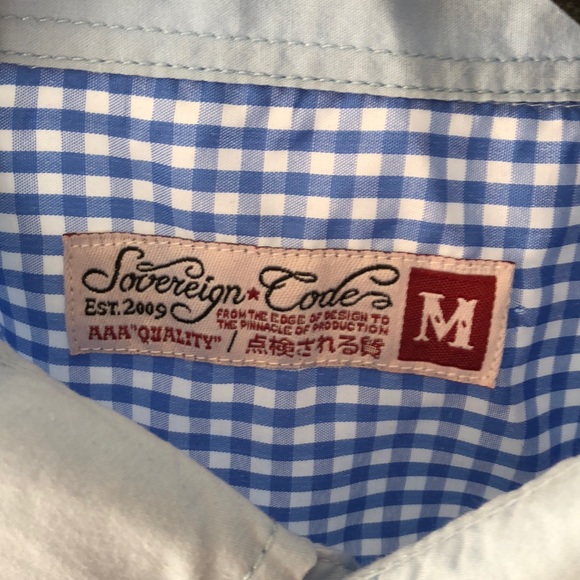 Sovereign ★ Code
EST. 2009
FROM THE EDGE OF DESIGN TO
THE PINNACLE OF PRODUCTION
AAA "QUALITY" / 点検される
M